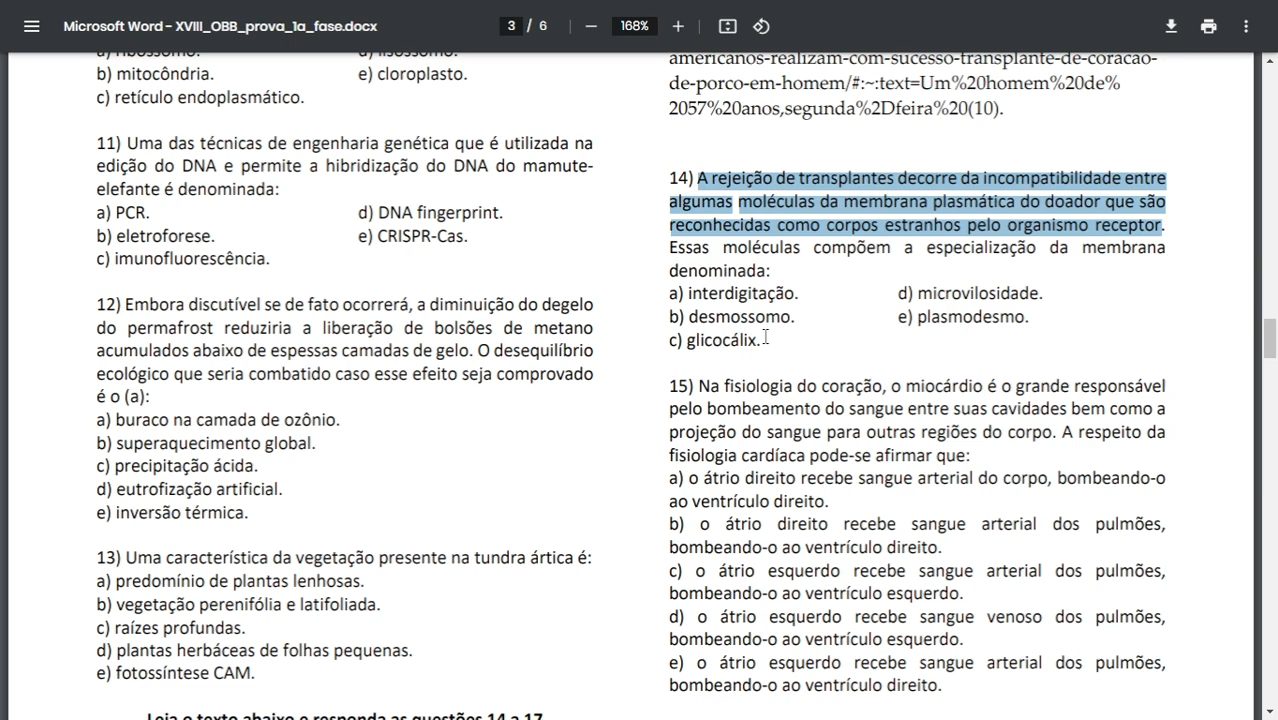 Microsoft Word - XVIII_OBB_prova_1a_fase.docx
3 / 6
168%
a) ribossomo. d) lisossomo.
b) mitocôndria. e) cloroplasto.
c) retículo endoplasmático.
11) Uma das técnicas de engenharia genética que é utilizada na
edição do DNA e permite a hibridização do DNA do mamute-
elefante é denominada:
a) PCR. d) DNA fingerprint.
b) eletroforese. e) CRISPR-Cas.
c) imunofluorescência.
12) Embora discutível se de fato ocorrerá, a diminuição do degelo
do permafrost reduziria a liberação de bolsões de metano
acumulados abaixo de espessas camadas de gelo. O desequilíbrio
ecológico que seria combatido caso esse efeito seja comprovado
é o (a):
a) buraco na camada de ozônio.
b) superaquecimento global.
c) precipitação ácida.
d) eutrofização artificial.
e) inversão térmica.
13) Uma característica da vegetação presente na tundra ártica é:
a) predomínio de plantas lenhosas.
b) vegetação perenifólia e latifoliada.
c) raízes profundas.
d) plantas herbáceas de folhas pequenas.
e) fotossíntese CAM.
Leia o texto abaixo e responda as questões 14 a 17
americanos-realizam-com-sucesso-transplante-de-coracao-
de-porco-em-homem/#:~:text=Um%20homem%20de%
2057%20anos,segunda%2Dfeira%20(10).
14) A rejeição de transplantes decorre da incompatibilidade entre
algumas moléculas da membrana plasmática do doador que são
reconhecidas como corpos estranhos pelo organismo receptor.
Essas moléculas compõem a especialização da membrana
denominada:
a) interdigitação. d) microvilosidade.
b) desmossomo. e) plasmodesmo.
c) glicocálix.
15) Na fisiologia do coração, o miocárdio é o grande responsável
pelo bombeamento do sangue entre suas cavidades bem como a
projeção do sangue para outras regiões do corpo. A respeito da
fisiologia cardíaca pode-se afirmar que:
a) o átrio direito recebe sangue arterial do corpo, bombeando-o
ao ventrículo direito.
b) o átrio direito recebe sangue arterial dos pulmões,
bombeando-o ao ventrículo direito.
c) o átrio esquerdo recebe sangue arterial dos pulmões,
bombeando-o ao ventrículo esquerdo.
d) o átrio esquerdo recebe sangue venoso dos pulmões,
bombeando-o ao ventrículo esquerdo.
e) o átrio esquerdo recebe sangue arterial dos pulmões,
bombeando-o ao ventrículo direito.